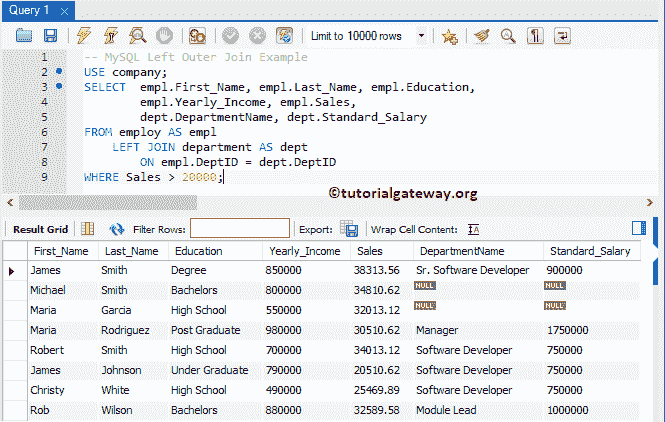 Query 1
Limit to 10000 rows
1 -- MySQL Left Outer Join Example
2 USE company;
3 SELECT empl.First_Name, empl.Last_Name, empl.Education,
4 empl.Yearly_Income, empl.Sales,
5 dept.DepartmentName, dept.Standard_Salary
6 FROM employ AS empl
7 LEFT JOIN department AS dept
8 ON empl.DeptID = dept.DeptID
9 WHERE Sales > 20000;
©tutorialgateway.org
Result Grid Filter Rows: Export: Wrap Cell Content: IA
First_Name Last_Name Education Yearly_Income Sales DepartmentName Standard_Salary
James Smith Degree 850000 38313.56 Sr. Software Developer 900000
Michael Smith Bachelors 800000 34810.62 NULL NULL
Maria Garcia High School 550000 32013.12 NULL NULL
Maria Rodriguez Post Graduate 980000 30510.62 Manager 1750000
Robert Smith High School 700000 34013.12 Software Developer 750000
James Johnson Under Graduate 790000 20510.62 Software Developer 750000
Christy White High School 490000 25469.89 Software Developer 750000
Rob Wilson Bachelors 880000 32589.58 Module Lead 1000000